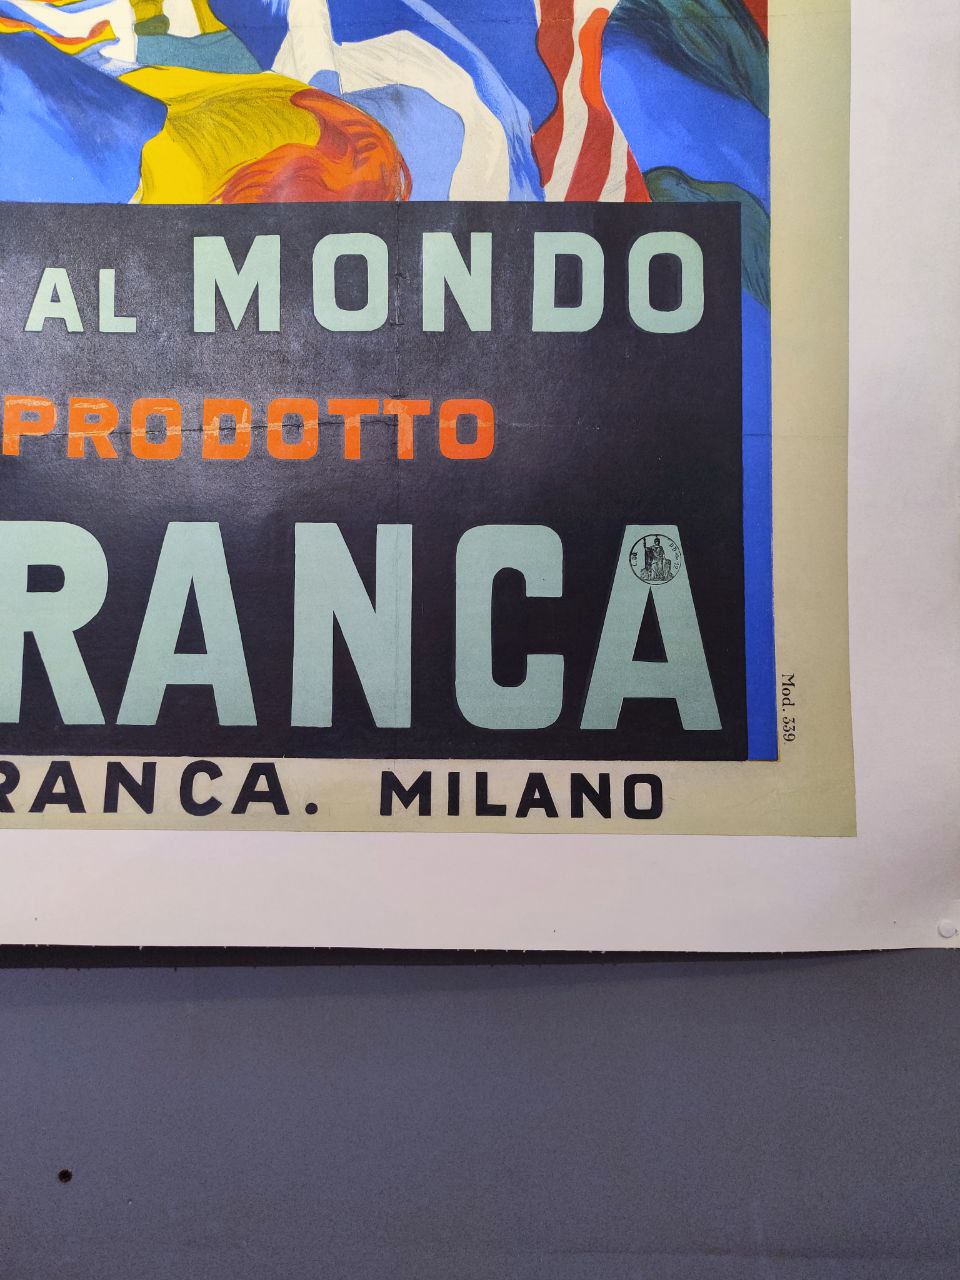 AL MONDO
PRODOTTO
RANCA
RANCA. MILANO
Mod. 339.